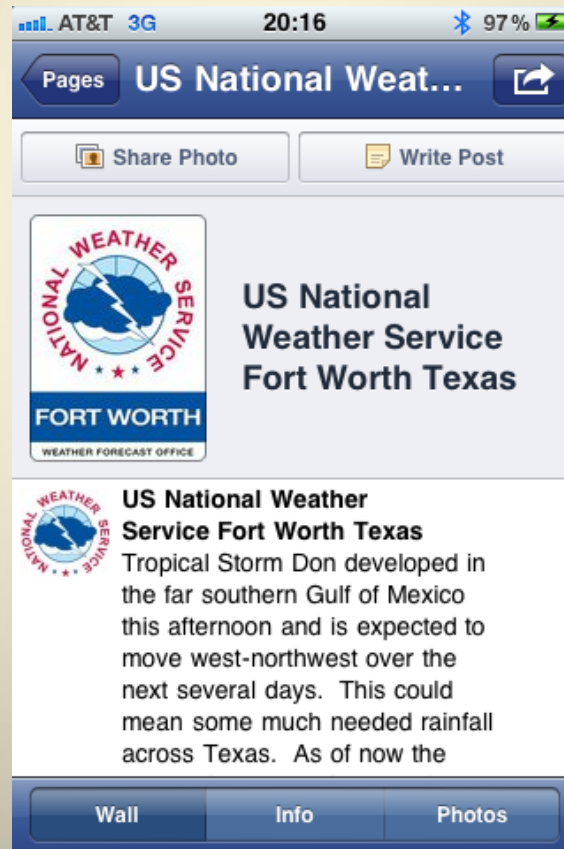 AT&T 3G 20:16 97%
Pages US National Weat...
Share Photo Write Post
NATIONAL WEATHER SERVICE
FORT WORTH
WEATHER FORECAST OFFICE
US National
Weather Service
Fort Worth Texas
NATIONAL WEATHER SERVICE
US National Weather
Service Fort Worth Texas
Tropical Storm Don developed in
the far southern Gulf of Mexico
this afternoon and is expected to
move west-northwest over the
next several days. This could
mean some much needed rainfall
across Texas. As of now the
Wall Info Photos